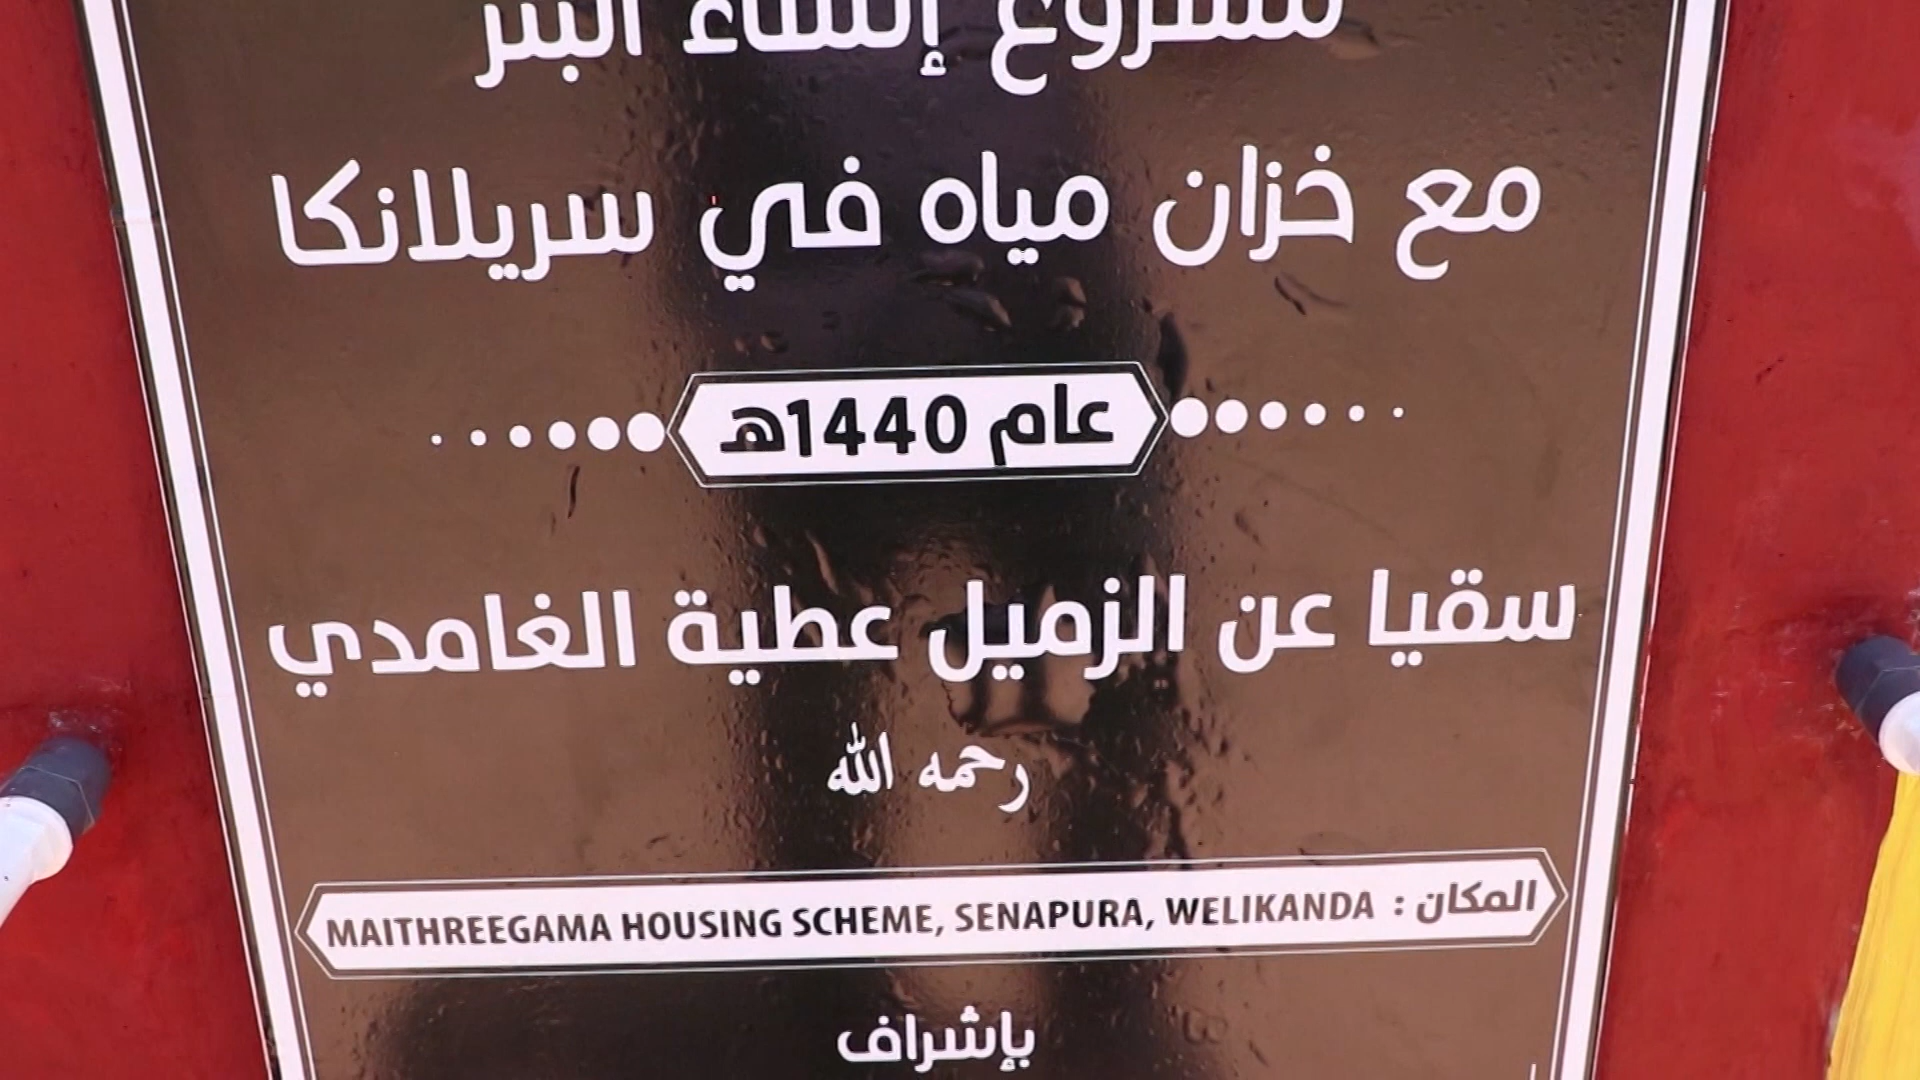 مشروع إنشاء البئر
مع خزان مياه في سريلانكا
عام 1440هـ
سقيا عن الزميل عطية الغامدي
رحمه الله
المكان : MAITHREEGAMA HOUSING SCHEME, SENAPURA, WELIKANDA
بإشراف